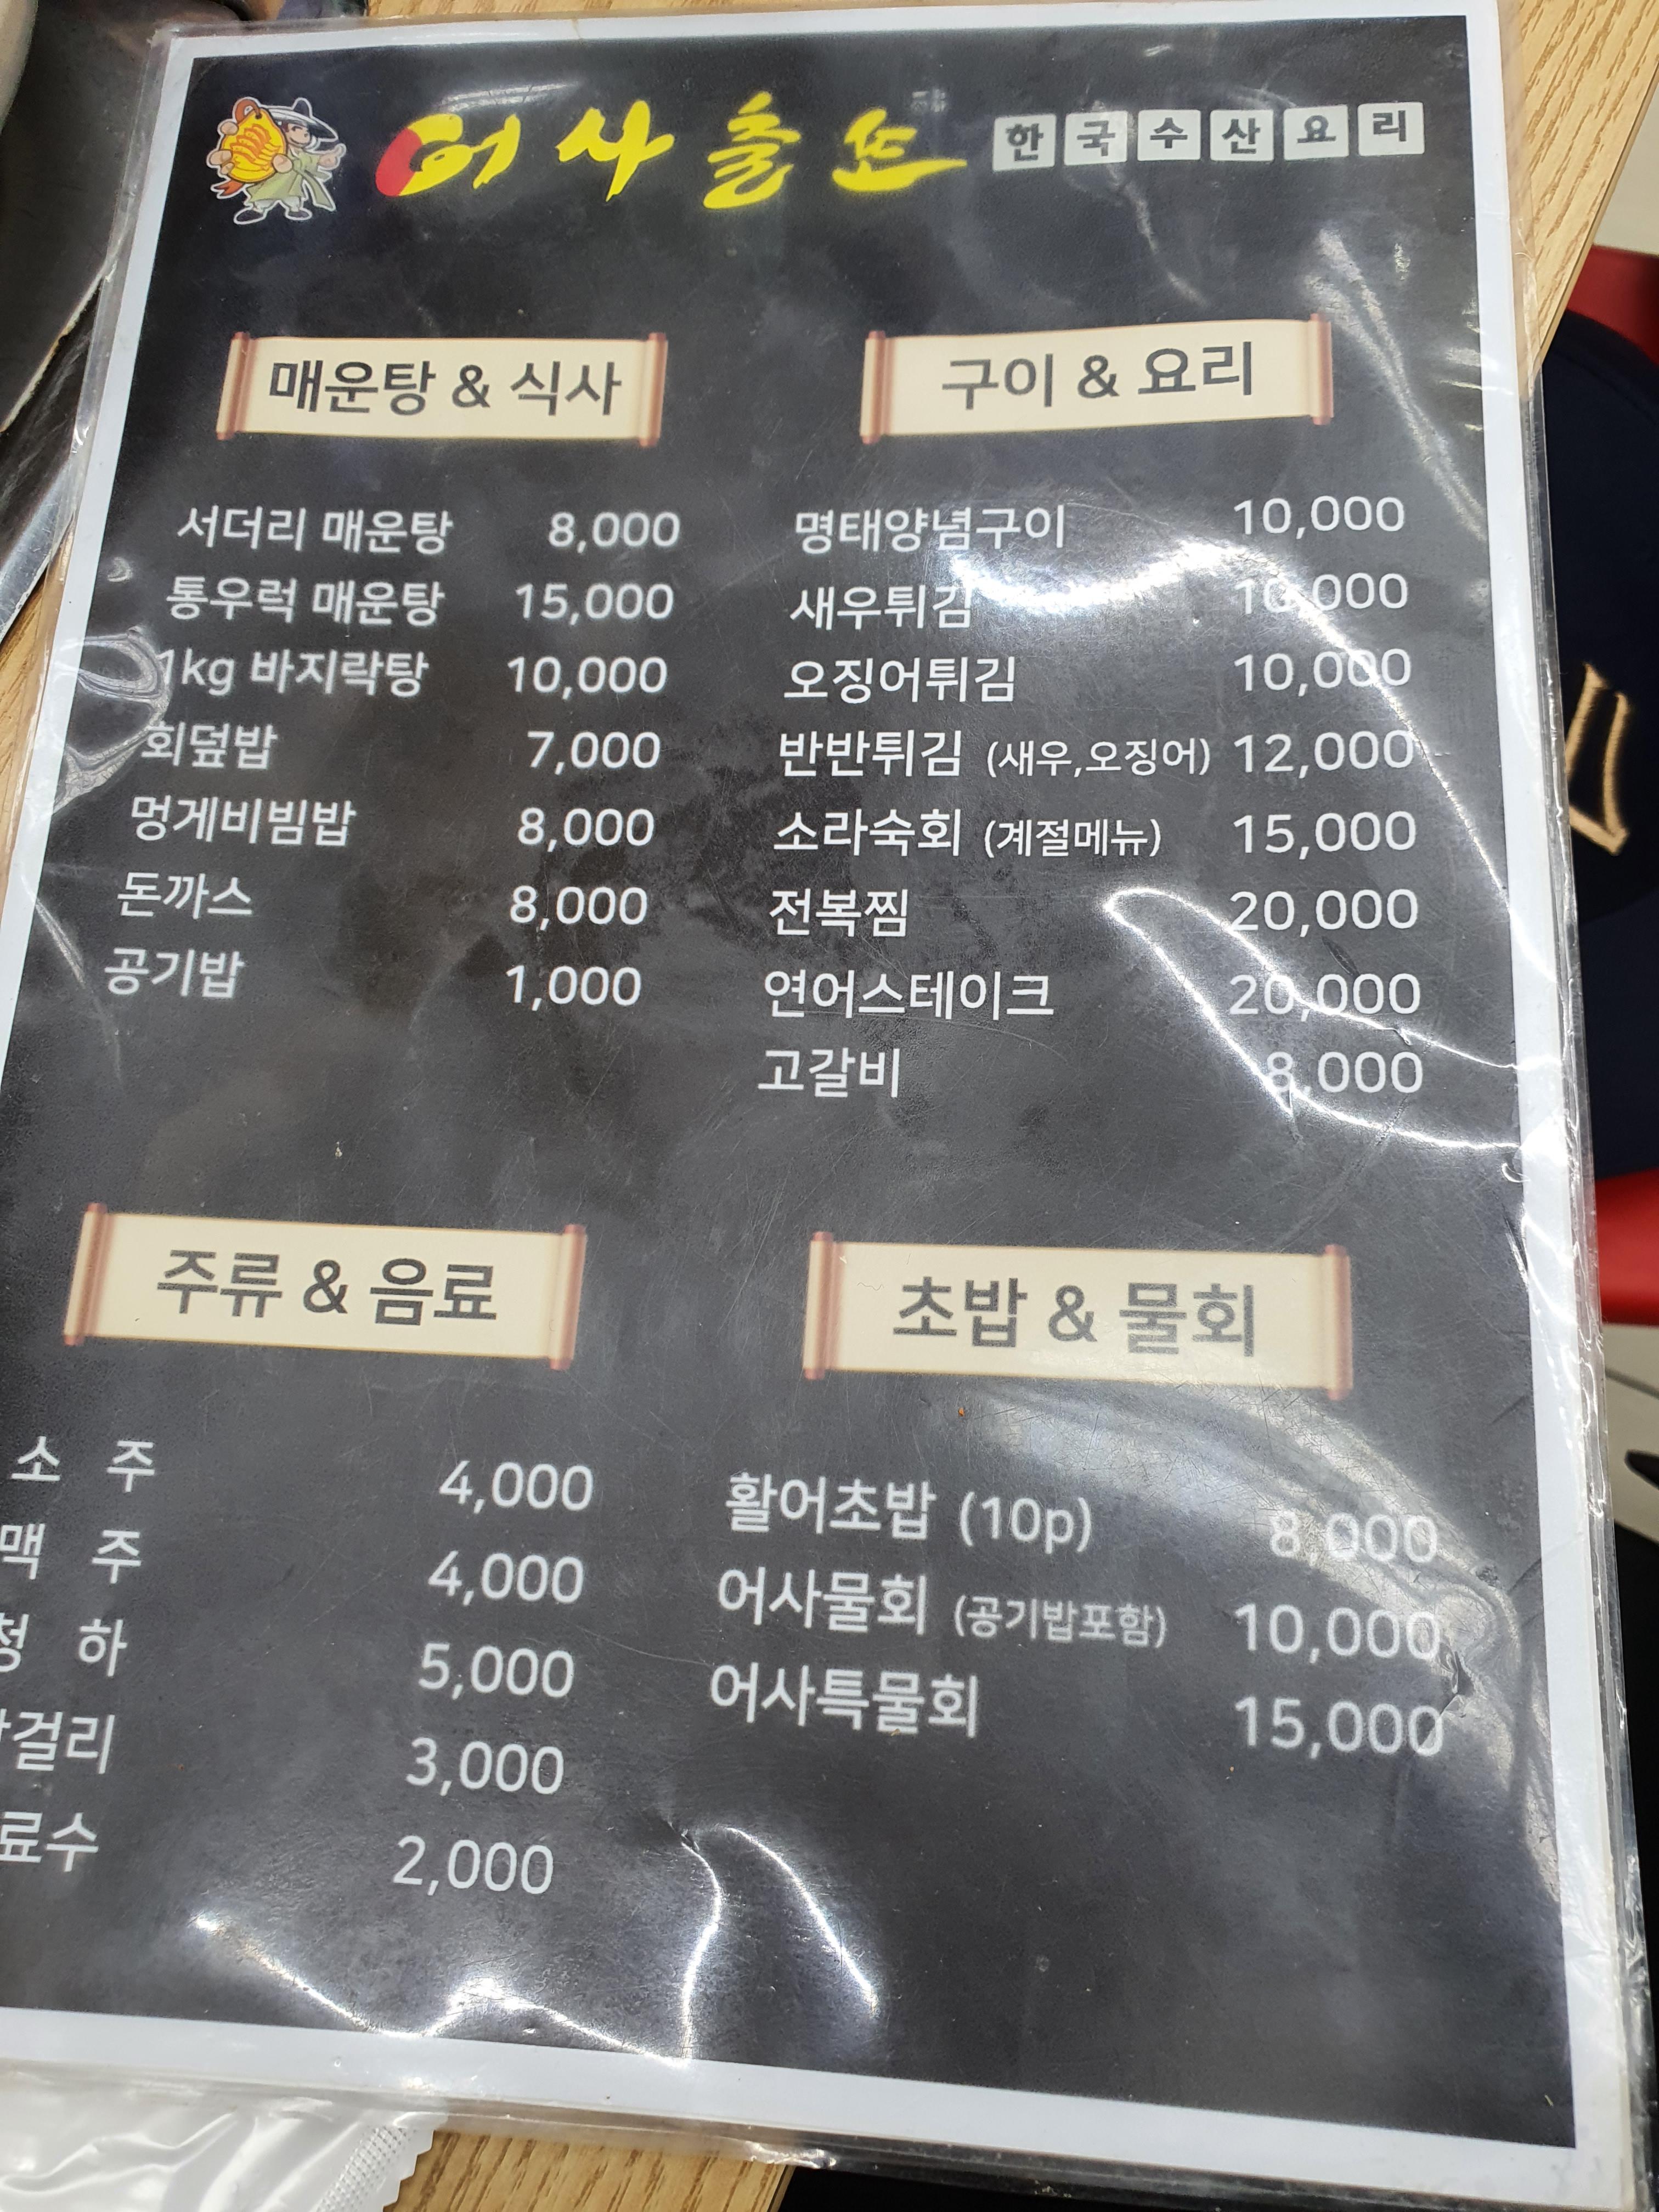 어사출또 한국수산요리
매운탕 & 식사
서더리 매운탕 8,000
통우럭 매운탕 15,000
1kg 바지락탕 10,000
회덮밥 7,000
멍게비빔밥 8,000
돈까스 8,000
공기밥 1,000
구이 & 요리
명태양념구이 10,000
새우튀김 10,000
오징어튀김 10,000
반반튀김 (새우,오징어) 12,000
소라숙회 (계절메뉴) 15,000
전복찜 20,000
연어스테이크 20,000
고갈비 8,000
주류 & 음료
소 주 4,000
맥 주 4,000
청 하 5,000
걸리 3,000
료수 2,000
초밥 & 물회
활어초밥 (10p) 8,000
어사물회 (공기밥포함) 10,000
어사특물회 15,000